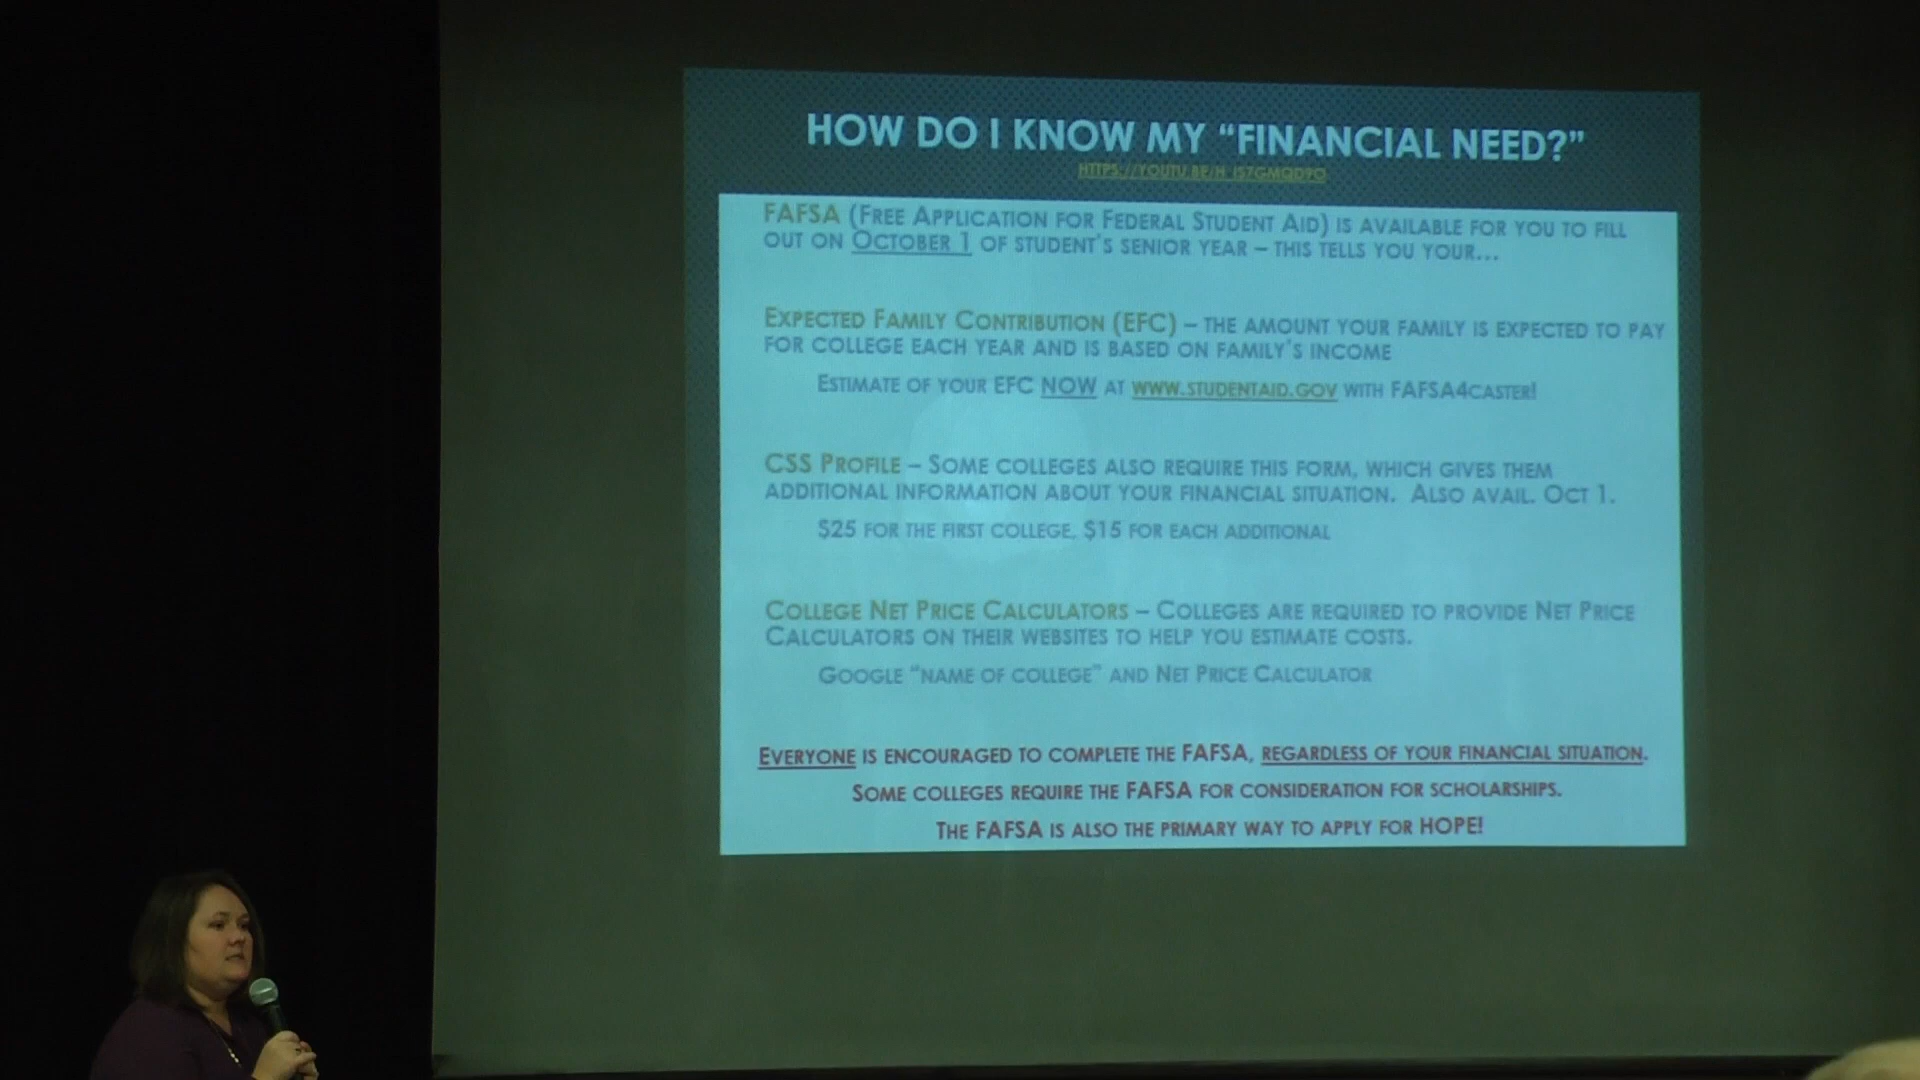 HOW DO I KNOW MY “FINANCIAL NEED?”
FAFSA (FREE APPLICATION FOR FEDERAL STUDENT AID) IS AVAILABLE FOR YOU TO FILL
OUT ON OCTOBER 1 OF STUDENT’S SENIOR YEAR – THIS TELLS YOU YOUR...
EXPECTED FAMILY CONTRIBUTION (EFC) – THE AMOUNT YOUR FAMILY IS EXPECTED TO PAY
FOR COLLEGE EACH YEAR AND IS BASED ON FAMILY’S INCOME
ESTIMATE OF YOUR EFC NOW AT WWW.STUDENTAID.GOV WITH FAFSA4CASTER!
CSS PROFILE – SOME COLLEGES ALSO REQUIRE THIS FORM, WHICH GIVES THEM
ADDITIONAL INFORMATION ABOUT YOUR FINANCIAL SITUATION. ALSO AVAIL. OCT 1.
$25 FOR THE FIRST COLLEGE, $15 FOR EACH ADDITIONAL
COLLEGE NET PRICE CALCULATORS – COLLEGES ARE REQUIRED TO PROVIDE NET PRICE
CALCULATORS ON THEIR WEBSITES TO HELP YOU ESTIMATE COSTS.
GOOGLE “NAME OF COLLEGE” AND NET PRICE CALCULATOR
EVERYONE IS ENCOURAGED TO COMPLETE THE FAFSA, REGARDLESS OF YOUR FINANCIAL SITUATION.
SOME COLLEGES REQUIRE THE FAFSA FOR CONSIDERATION FOR SCHOLARSHIPS.
THE FAFSA IS ALSO THE PRIMARY WAY TO APPLY FOR HOPE!